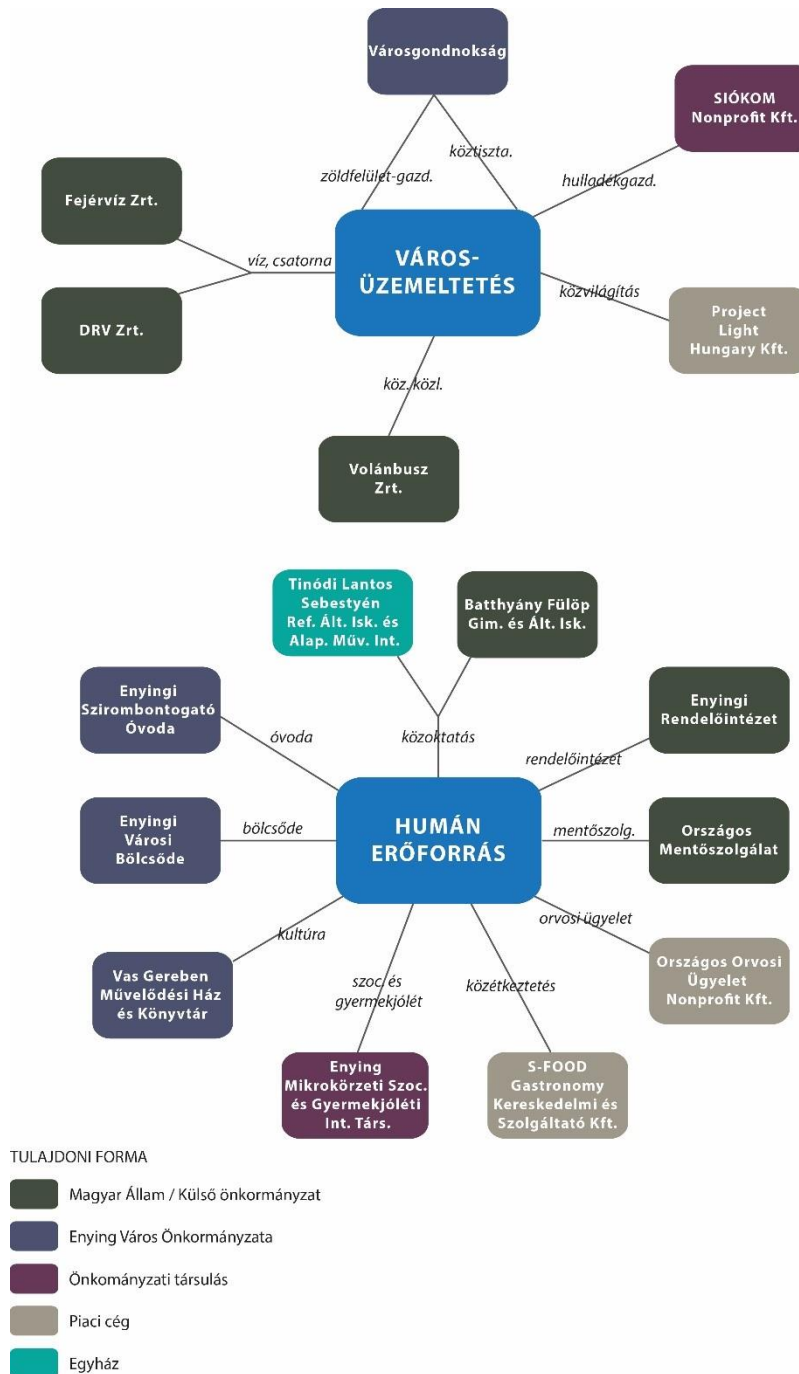 Városgondnokság
SIÓKOM
Nonprofit Kft.
köztiszta.
zöldfelület-gazd.
hulladékgazd.
Fejérvíz Zrt.
víz, csatorna
VÁROS-
ÜZEMELTETÉS
közvilágítás
DRV Zrt.
Project
Light
Hungary Kft.
köz. közl.
Volánbusz
Zrt.
Tinódi Lantos
Sebestyén
Ref. Ált. Isk. és
Alap. Műv. Int.
Batthyány Fülöp
Gim. és Ált. Isk.
Enyingi
Szirombontogató
Óvoda
óvoda
közoktatás
rendelőintézet
Enyingi
Rendelőintézet
Enyingi
Városi
Bölcsőde
bölcsőde
HUMÁN
ERŐFORRÁS
mentőszolg.
Országos
Mentőszolgálat
orvosi ügyelet
kultúra
Vas Gereben
Művelődési Ház
és Könyvtár
szoc. és
gyermekjólét
közétkeztetés
Országos Orvosi
Ügyelet
Nonprofit Kft.
Enying
Mikrokörzeti Szoc.
és Gyermekjóléti
Int. Társ.
S-FOOD
Gastronomy
Kereskedelmi és
Szolgáltató Kft.
TULAJDONI FORMA
Magyar Állam / Külső önkormányzat
Enying Város Önkormányzata
Önkományzati társulás
Piaci cég
Egyház